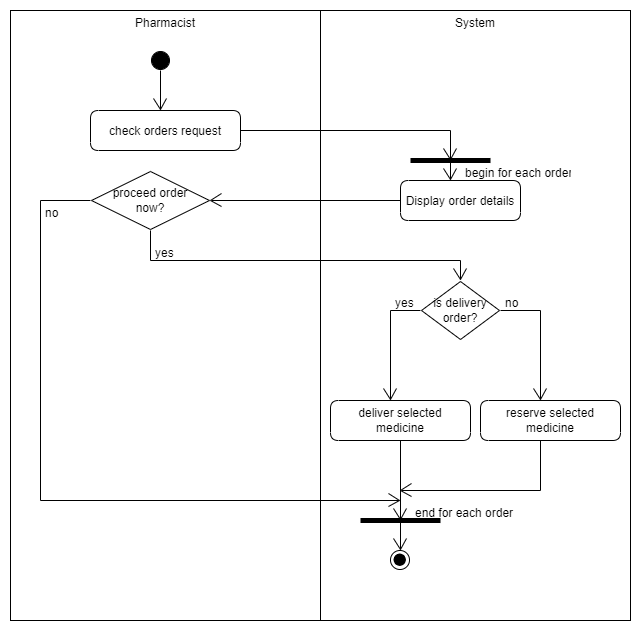 Pharmacist
System
check orders request
begin for each order
proceed order
now?
Display order details
no
yes
is delivery
order?
yes
no
deliver selected
medicine
reserve selected
medicine
end for each order